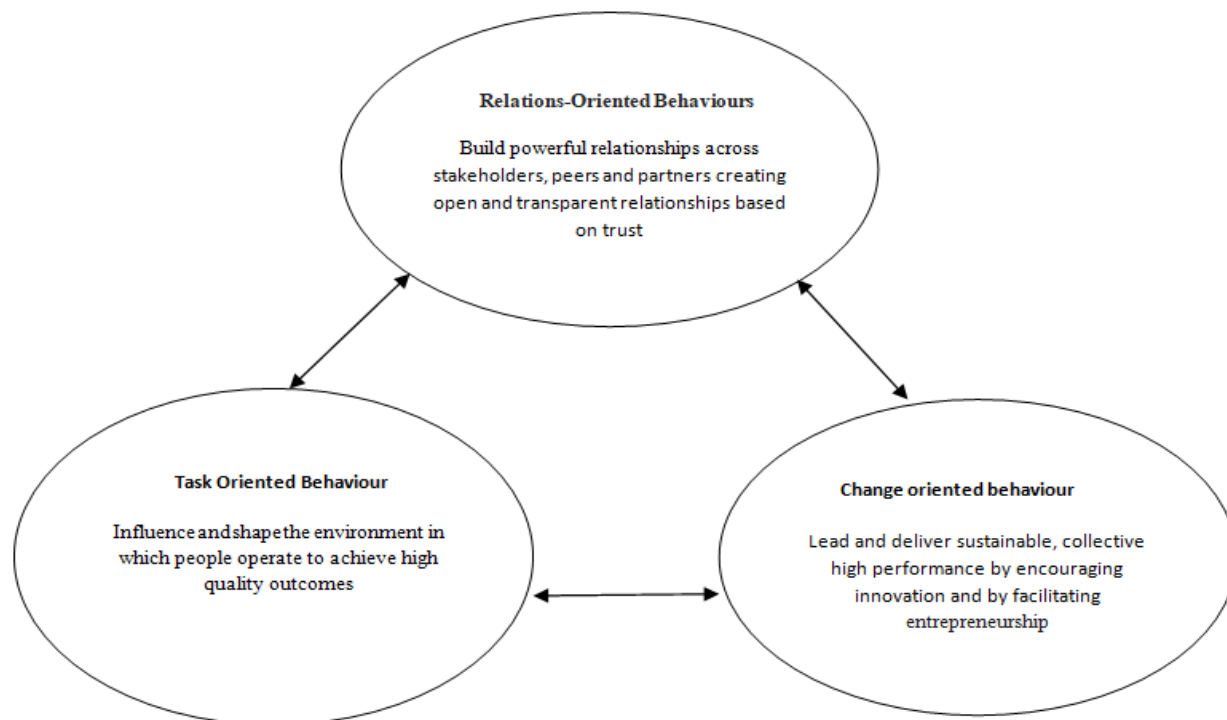 Relations-Oriented Behaviours
Build powerful relationships across
stakeholders, peers and partners creating
open and transparent relationships based
on trust
Task Oriented Behaviour
Influence and shape the environment in
which people operate to achieve high
quality outcomes
Change oriented behaviour
Lead and deliver sustainable, collective
high performance by encouraging
innovation and by facilitating
entrepreneurship